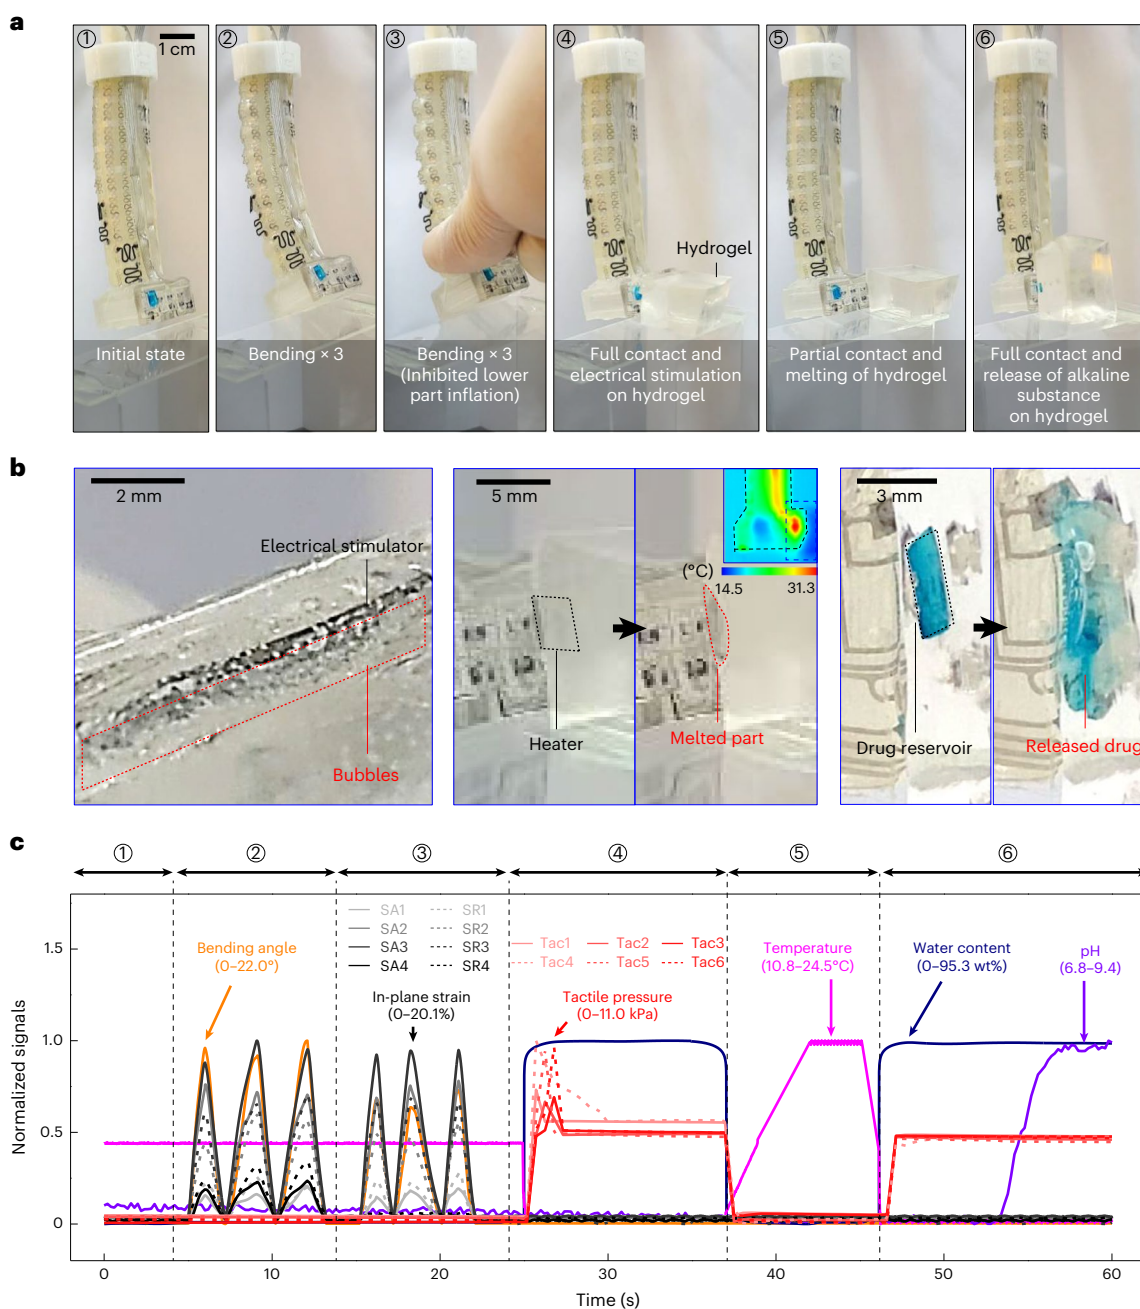 a
①
1 cm
②
③
④
⑤
⑥
Hydrogel
Initial state
Bending × 3
Bending × 3
(Inhibited lower
part inflation)
Full contact and
electrical stimulation
on hydrogel
Partial contact and
melting of hydrogel
Full contact and
release of alkaline
substance
on hydrogel
b
2 mm
Electrical stimulator
Bubbles
5 mm
(°C)
14.5
31.3
Heater
Melted part
3 mm
Drug reservoir
Released drug
c
①
②
③
④
⑤
⑥
Normalized signals
1.5
1.0
0.5
0
Bending angle
(0–22.0°)
SA1
SR1
SA2
SR2
SA3
SR3
SA4
SR4
In-plane strain
(0–20.1%)
Tac1
Tac2
Tac3
Tac4
Tac5
Tac6
Tactile pressure
(0–11.0 kPa)
Temperature
(10.8–24.5°C)
Water content
(0–95.3 wt%)
pH
(6.8–9.4)
0
10
20
30
40
50
60
Time (s)